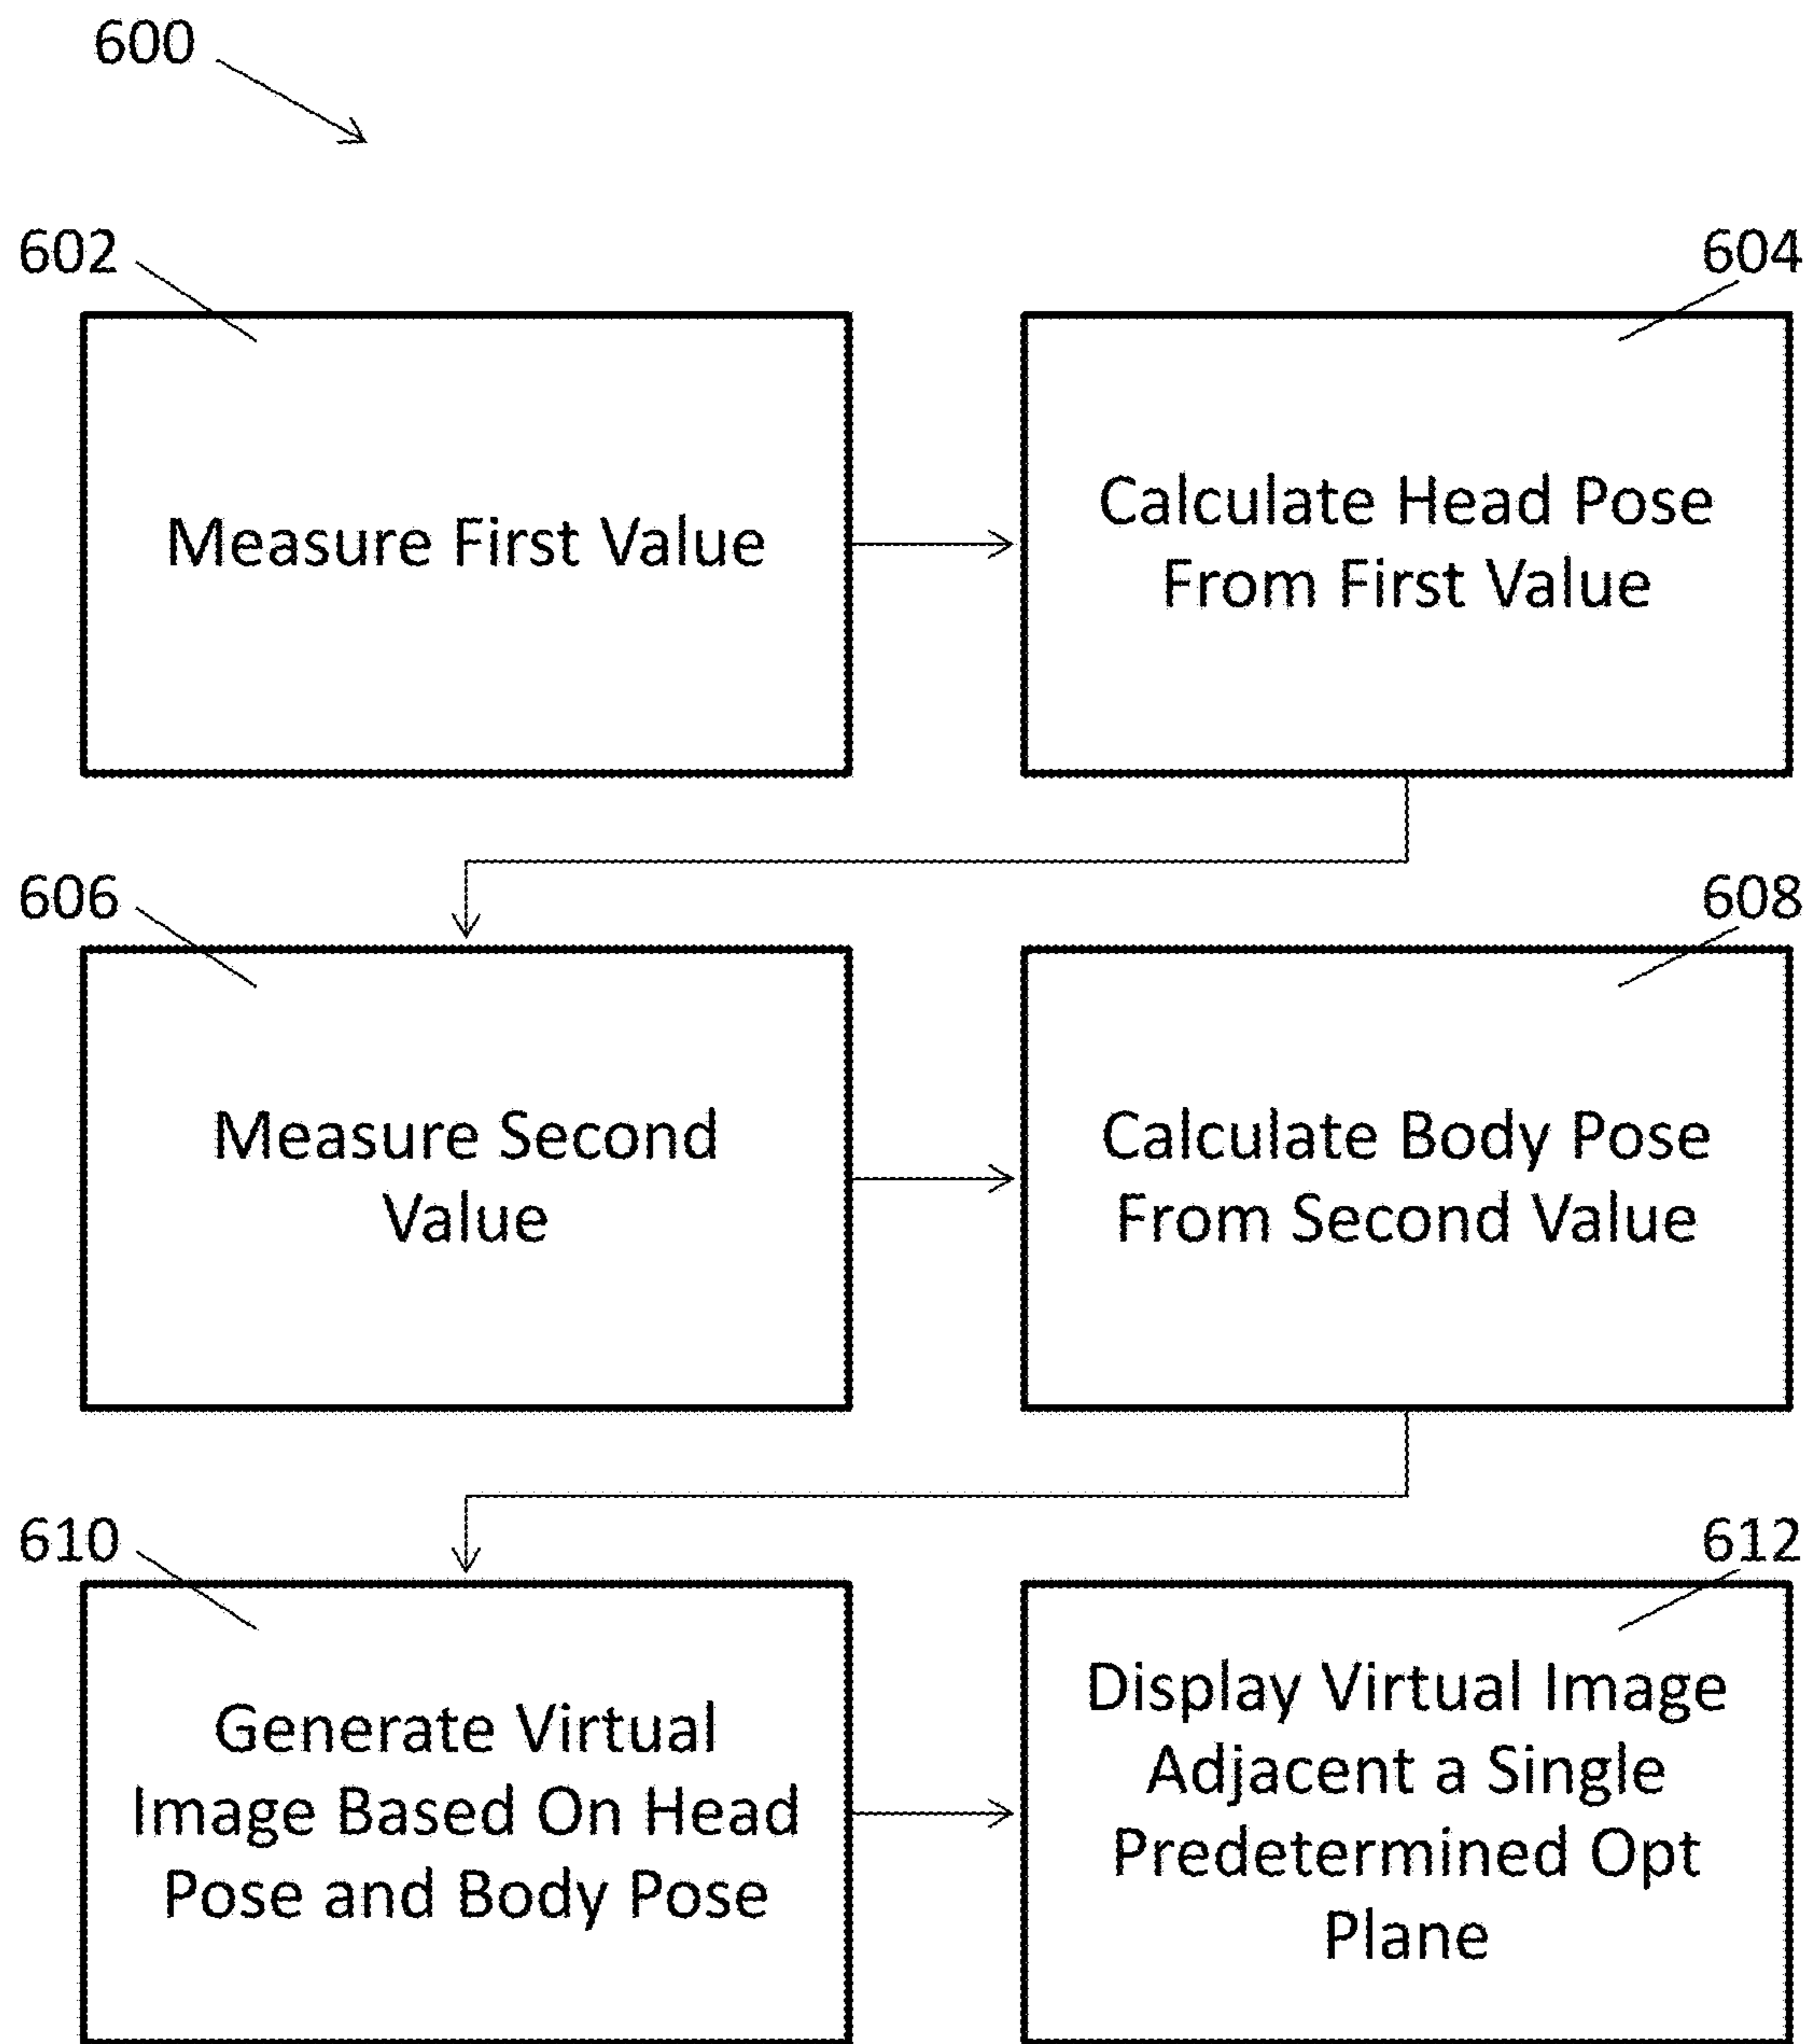 600
602
604
Measure First Value
Calculate Head Pose
From First Value
606
608
Measure Second
Value
Calculate Body Pose
From Second Value
610
612
Generate Virtual
Image Based On Head
Pose and Body Pose
Display Virtual Image
Adjacent a Single
Predetermined Opt
Plane